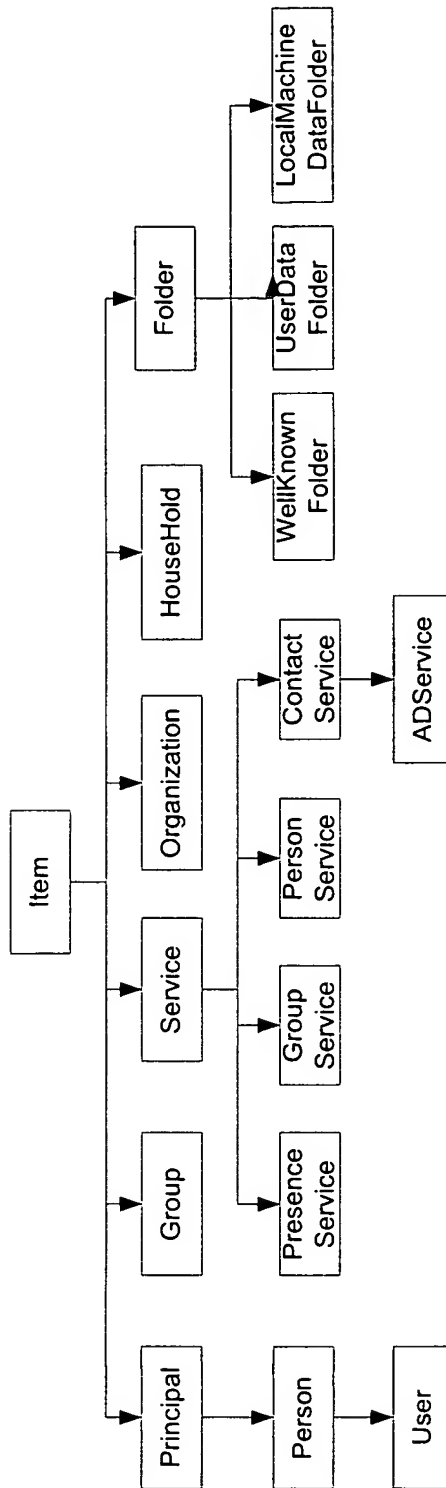 Item
Principal
Group
Service
Organization
HouseHold
Folder
Person
Presence
Service
Group
Service
Person
Service
Contact
Service
WellKnown
Folder
UserData
Folder
LocalMachine
DataFolder
User
ADService